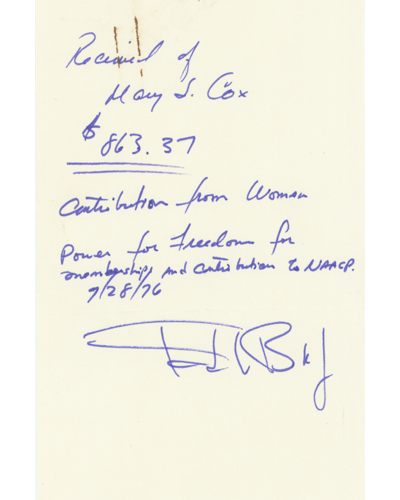 Received of
Mary S. Cox
$ 863.37
Contribution from Woman
Power for Freedom for
memberships and contribution to NAACP.
7/28/76